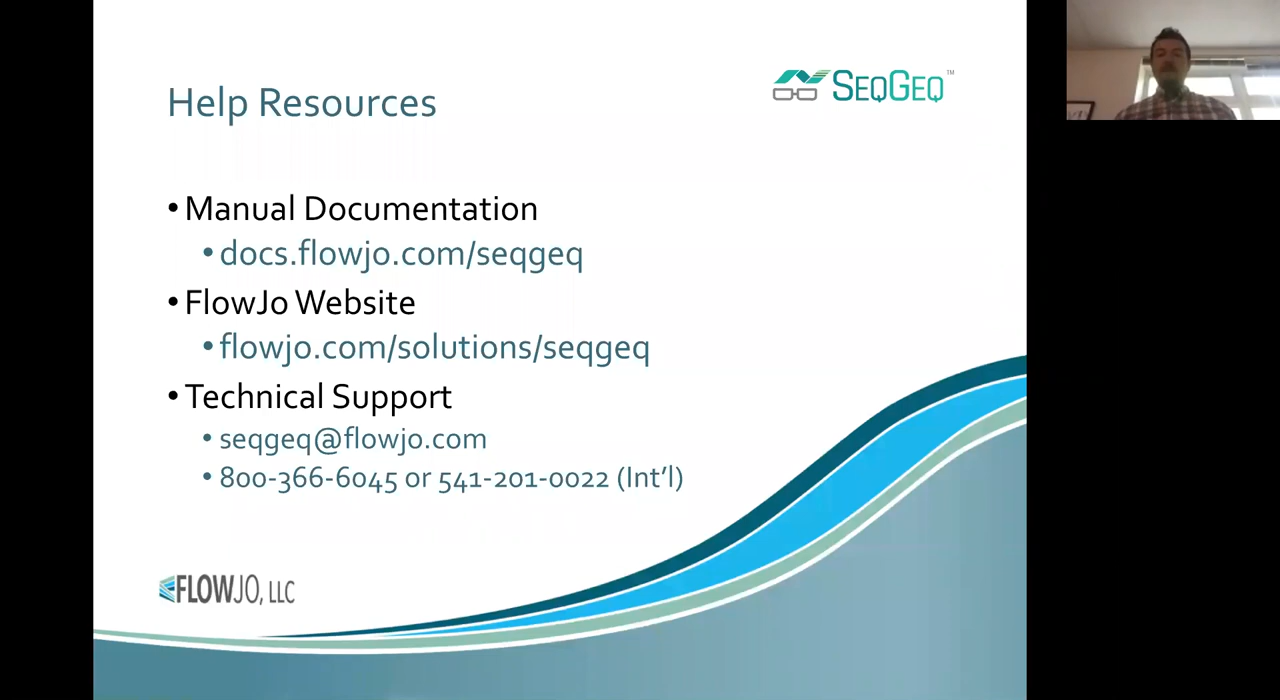 Help Resources
SEQGEQ™
• Manual Documentation
• docs.flowjo.com/seqgeq
• FlowJo Website
• flowjo.com/solutions/seqgeq
• Technical Support
• seqgeq@flowjo.com
• 800-366-6045 or 541-201-0022 (Int'l)
FLOWJO, LLC